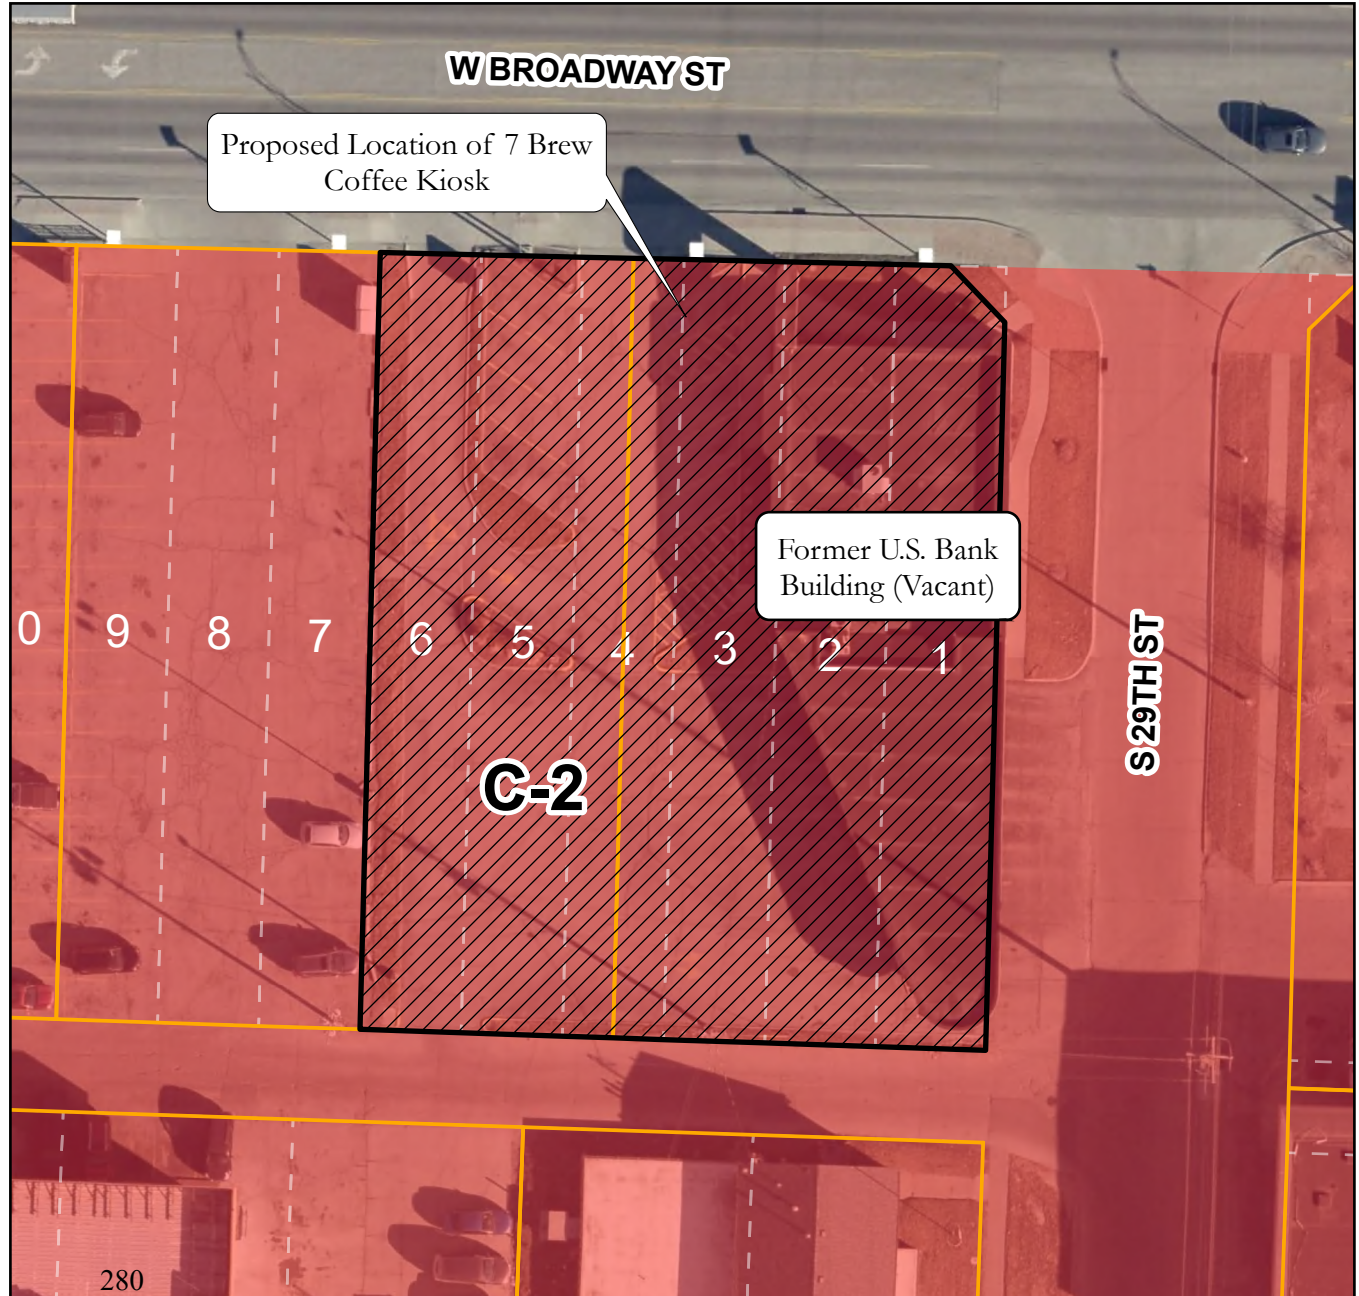 W BROADWAY ST
Proposed Location of 7 Brew
Coffee Kiosk
Former U.S. Bank
Building (Vacant)
0 9 8 7 6 5 4 3 2 1
S 29TH ST
C-2
280